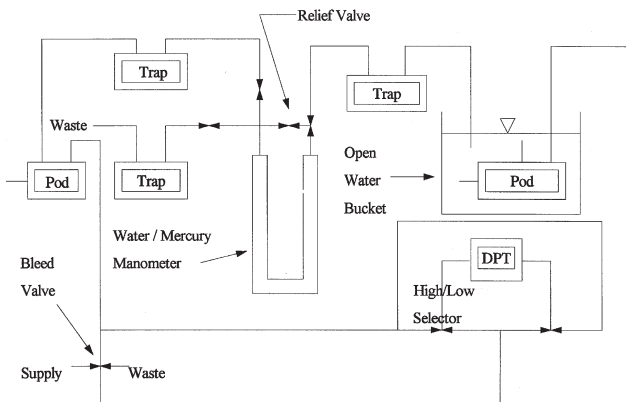 Relief Valve
Trap
Trap
Waste
Pod
Trap
Open
Water
Bucket
Pod
Water / Mercury
Manometer
Bleed
Valve
DPT
High/Low
Selector
Supply
Waste